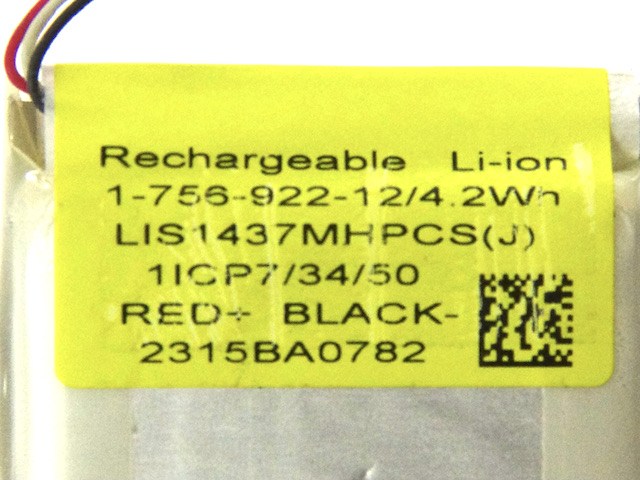 Rechargeable Li-ion
1-756-922-12/4.2Wh
LIS1437MHPCS(J)
1ICP7/34/50
RED+ BLACK-
2315BA0782